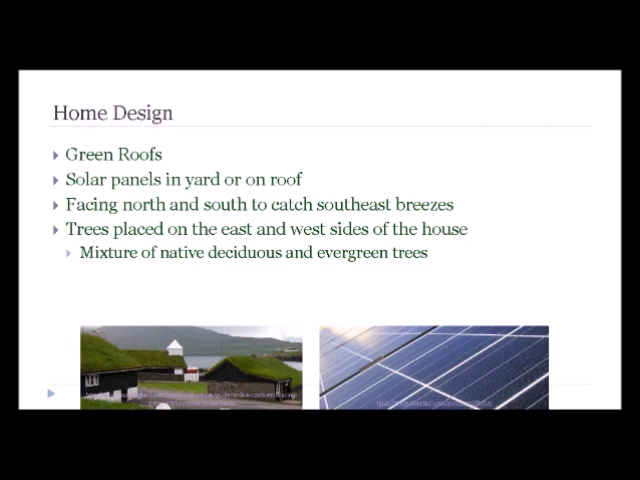 Home Design
Green Roofs
Solar panels in yard or on roof
Facing north and south to catch southeast breezes
Trees placed on the east and west sides of the house
Mixture of native deciduous and evergreen trees